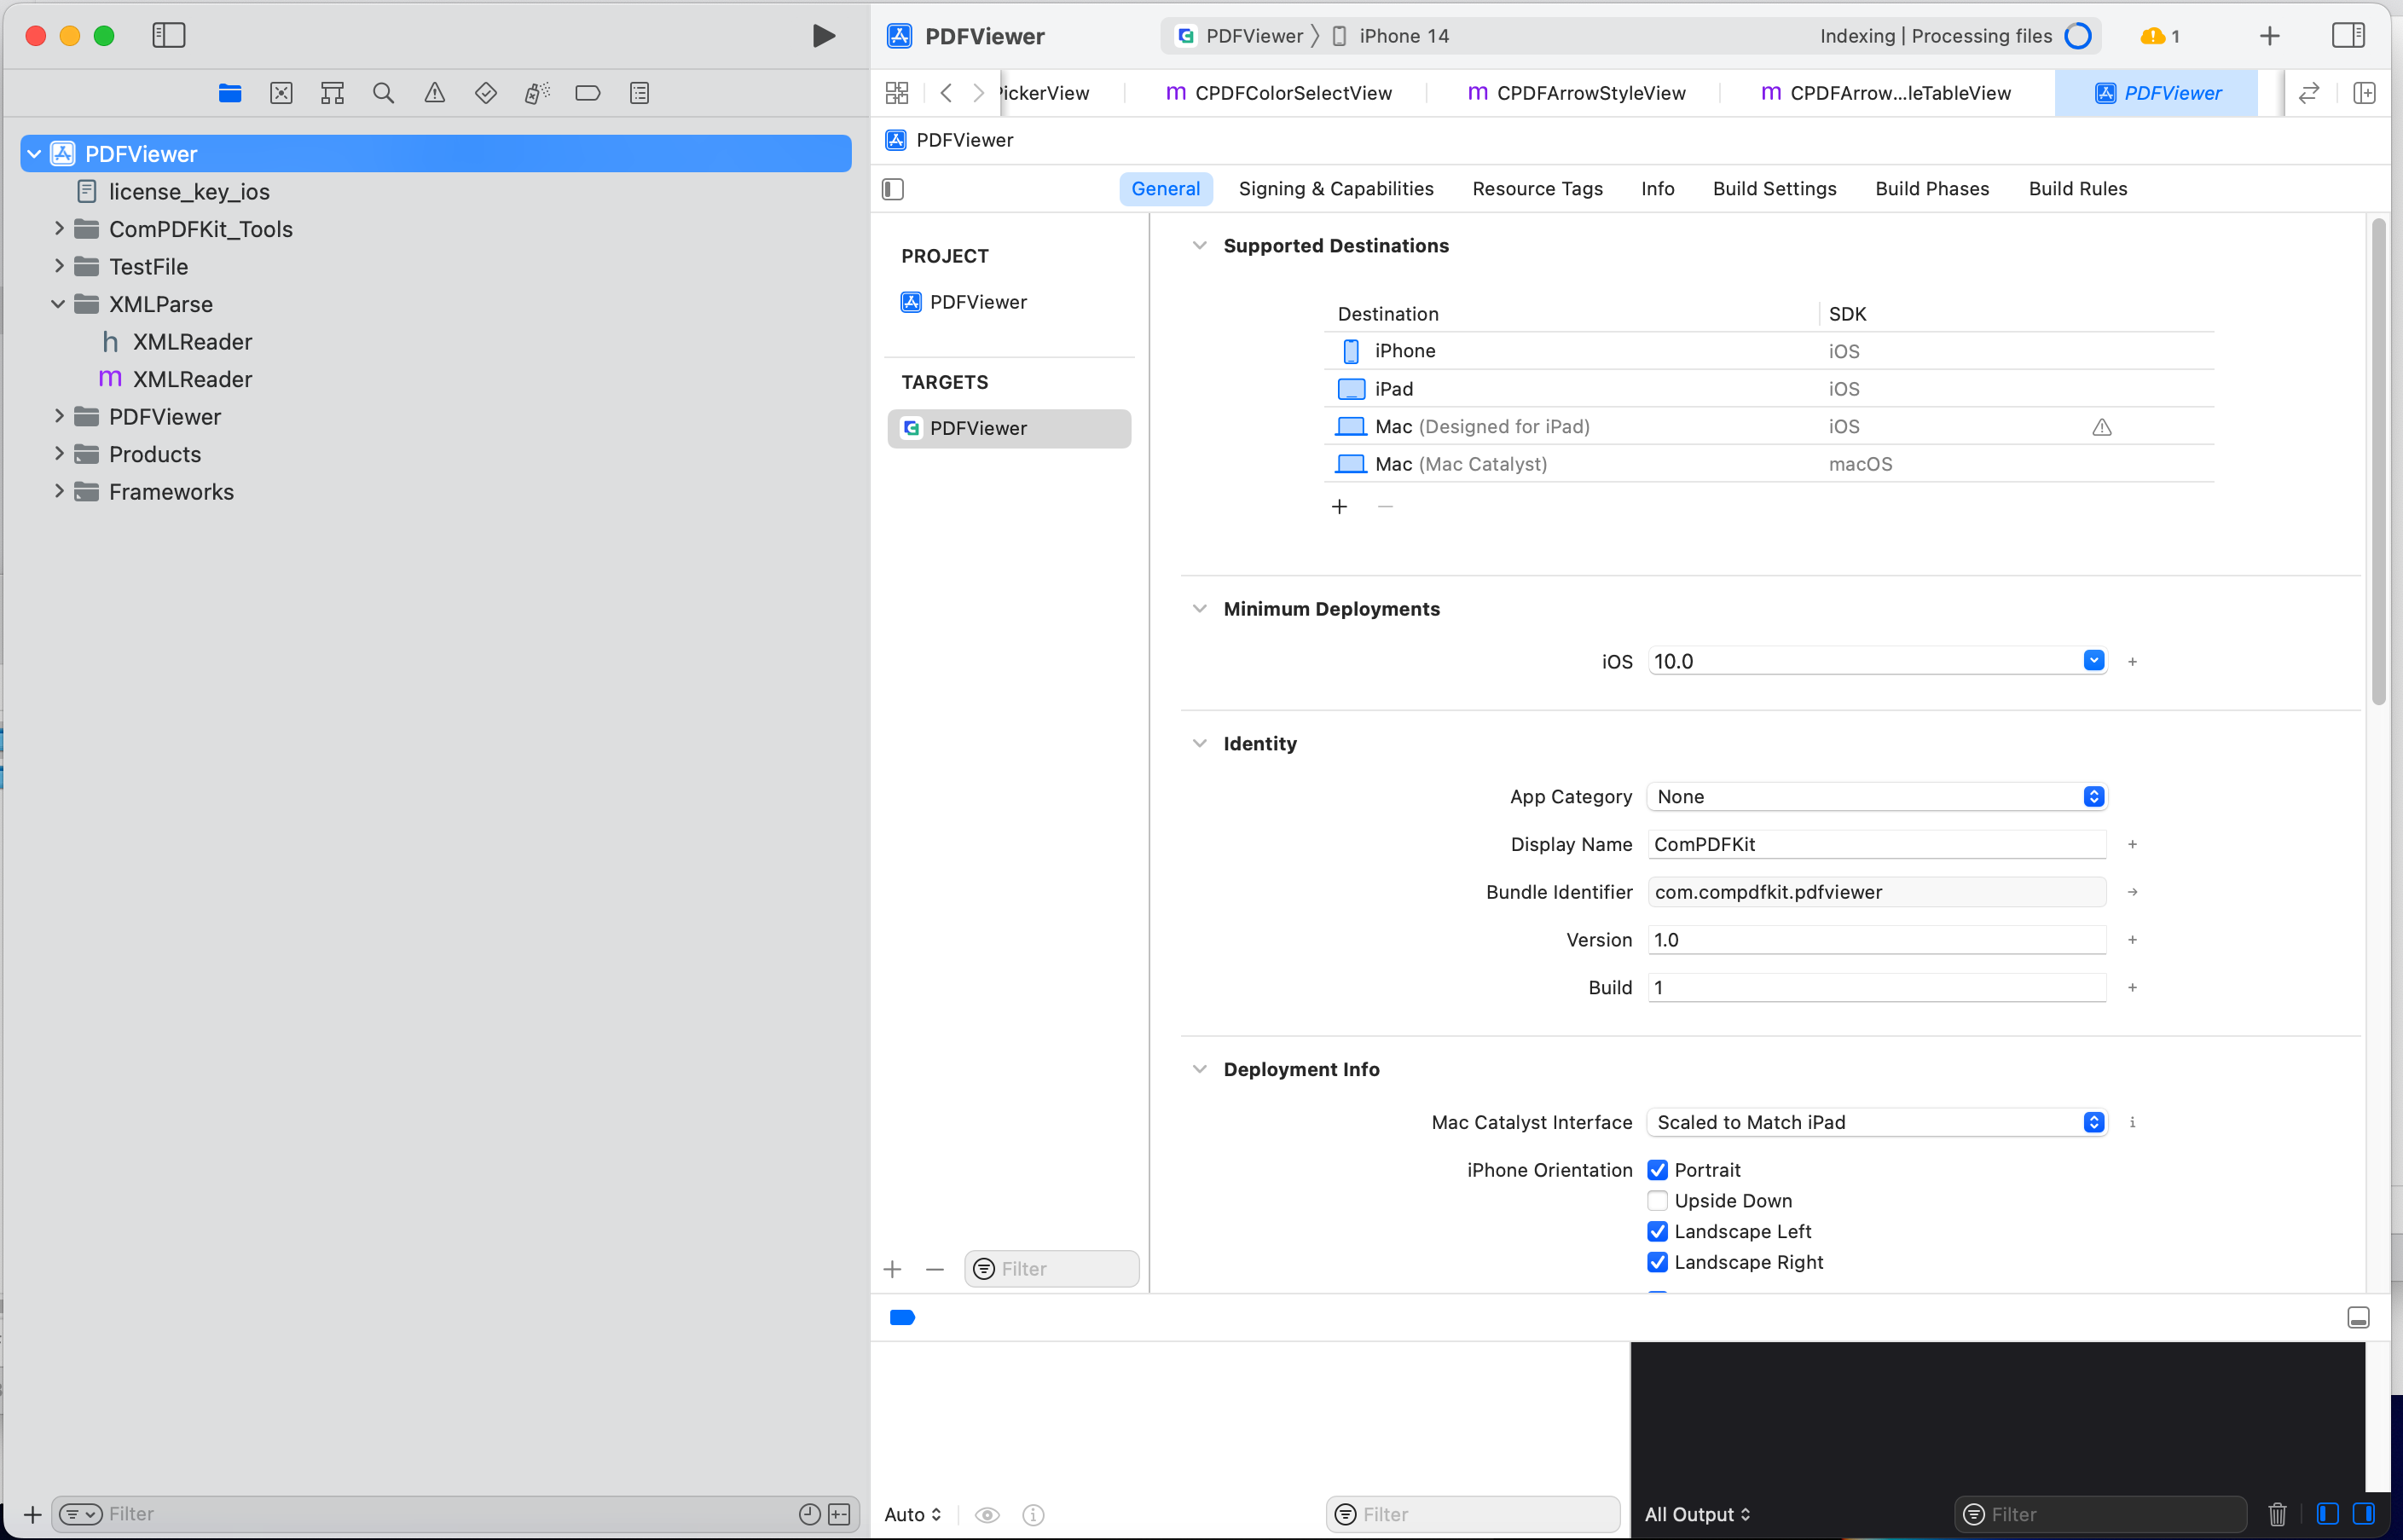 PDFViewer
PDFViewer
iPhone 14
Indexing | Processing files
1
ickerView
m CPDFColorSelectView
m CPDFArrowStyleView
m CPDFArrow...leTableView
PDFViewer
PDFViewer
license_key_ios
ComPDFKit_Tools
TestFile
XMLParse
h XMLReader
m XMLReader
PDFViewer
Products
Frameworks
Filter
PDFViewer
General
Signing & Capabilities
Resource Tags
Info
Build Settings
Build Phases
Build Rules
PROJECT
PDFViewer
TARGETS
PDFViewer
Filter
Supported Destinations
Destination SDK
iPhone iOS
iPad iOS
Mac (Designed for iPad) iOS
Mac (Mac Catalyst) macOS
Minimum Deployments
iOS 10.0
Identity
App Category None
Display Name ComPDFKit
Bundle Identifier com.compdfkit.pdfviewer
Version 1.0
Build 1
Deployment Info
Mac Catalyst Interface Scaled to Match iPad
iPhone Orientation Portrait
Upside Down
Landscape Left
Landscape Right
Auto
Filter
All Output
Filter